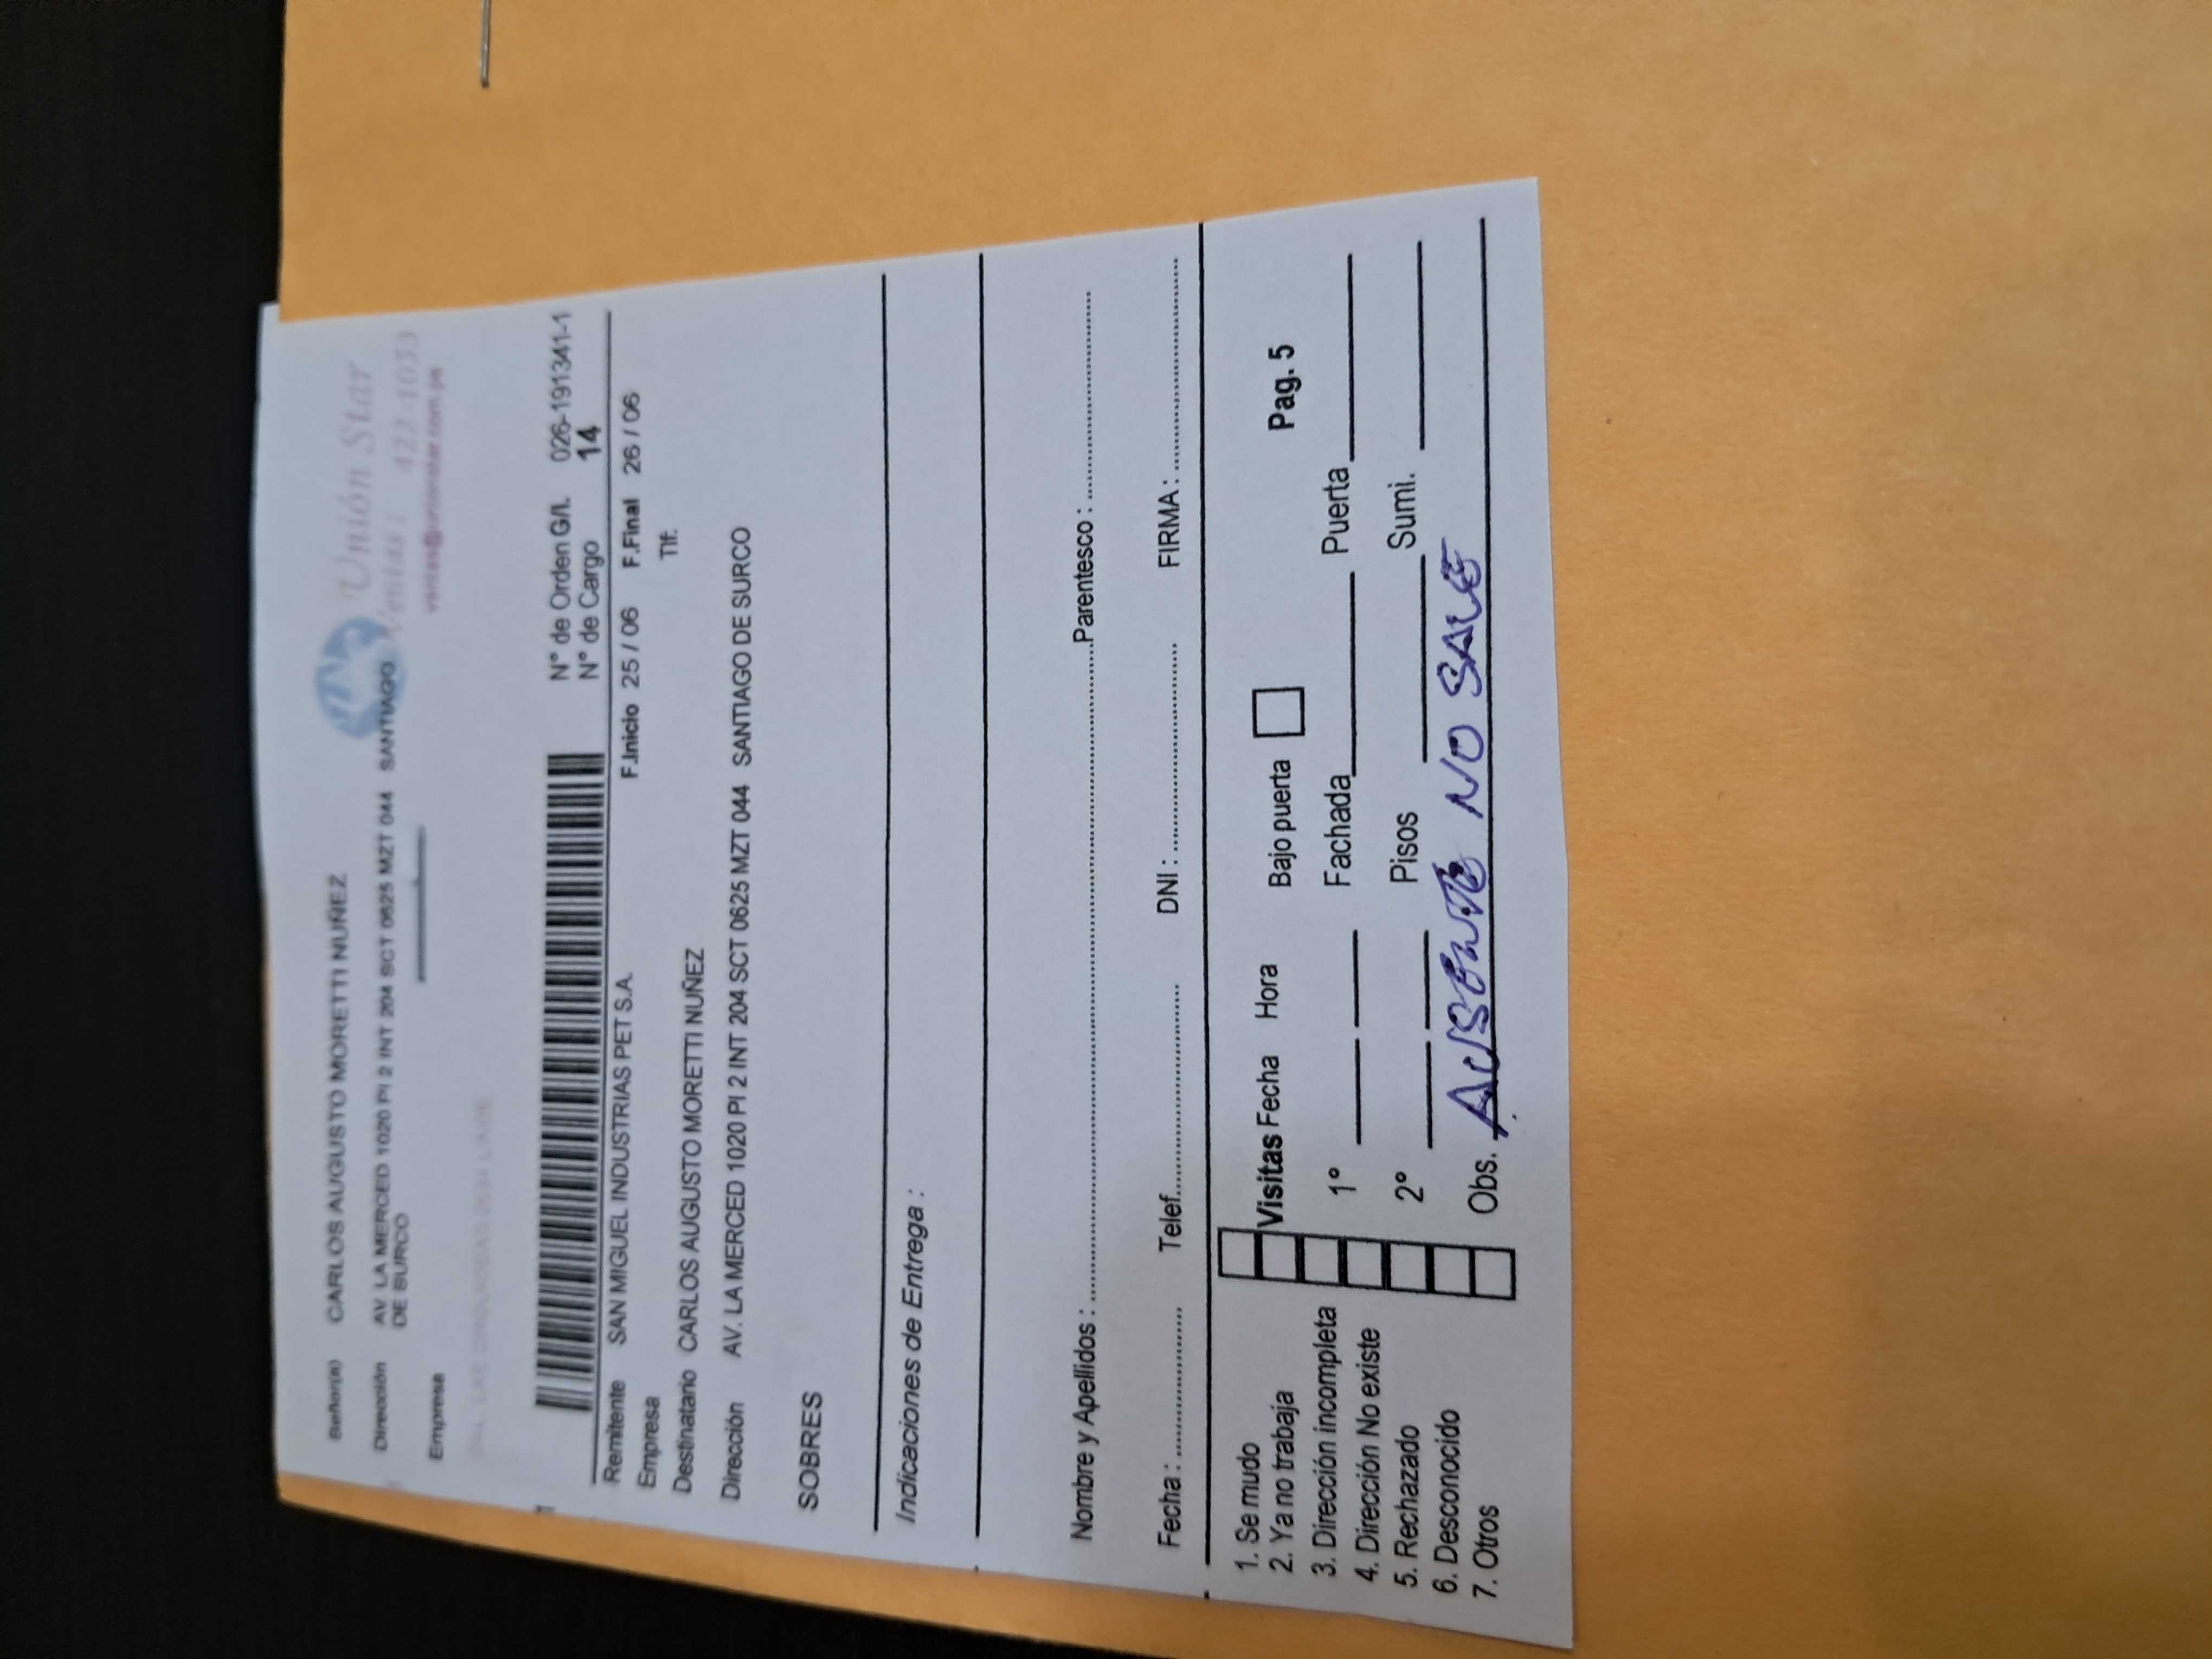 Unión Star
Ventas : 422-1033
ventas@unionstar.com.pe
Señor(a) CARLOS AUGUSTO MORETTI NUÑEZ
Dirección AV. LA MERCED 1020 PI 2 INT 204 SCT 0625 MZT 044 SANTIAGO
DE SURCO
Empresa
N° de Orden G/l. 026-191341-1
N° de Cargo 14
Remitente SAN MIGUEL INDUSTRIAS PET S.A. F.Inicio 25 / 06 F.Final 26 / 06
Empresa Tlf.
Destinatario CARLOS AUGUSTO MORETTI NUÑEZ
Dirección AV. LA MERCED 1020 PI 2 INT 204 SCT 0625 MZT 044 SANTIAGO DE SURCO
SOBRES
Indicaciones de Entrega :
Nombre y Apellidos : Parentesco :
Fecha : Telef. DNI : FIRMA :
1. Se mudo
2. Ya no trabaja
3. Dirección incompleta
4. Dirección No existe
5. Rechazado
6. Desconocido
7. Otros
Visitas Fecha Hora Bajo puerta Pag. 5
1° Fachada Puerta
2° Pisos Sumi.
Obs. AUSENTE NO SALE